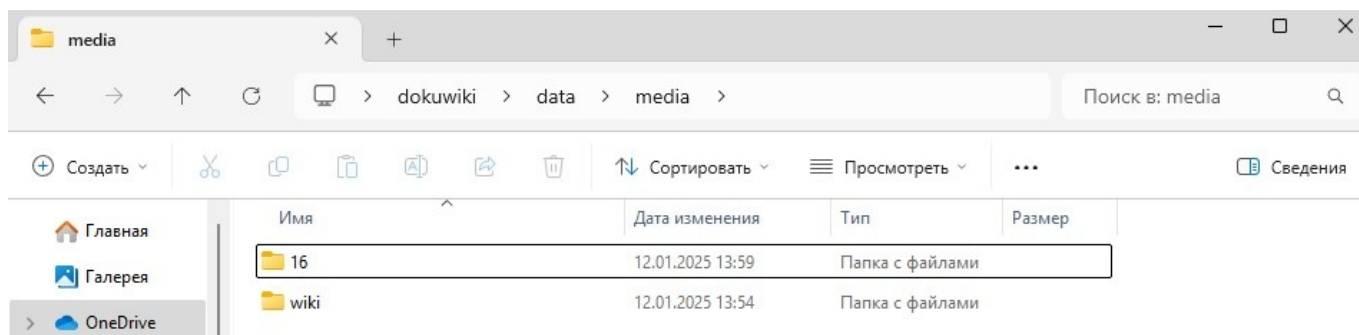 media
dokuwiki > data > media >
Поиск в: media
Создать
Сортировать
Просмотреть
Сведения
Главная
Галерея
OneDrive
Имя Дата изменения Тип Размер
16 12.01.2025 13:59 Папка с файлами
wiki 12.01.2025 13:54 Папка с файлами